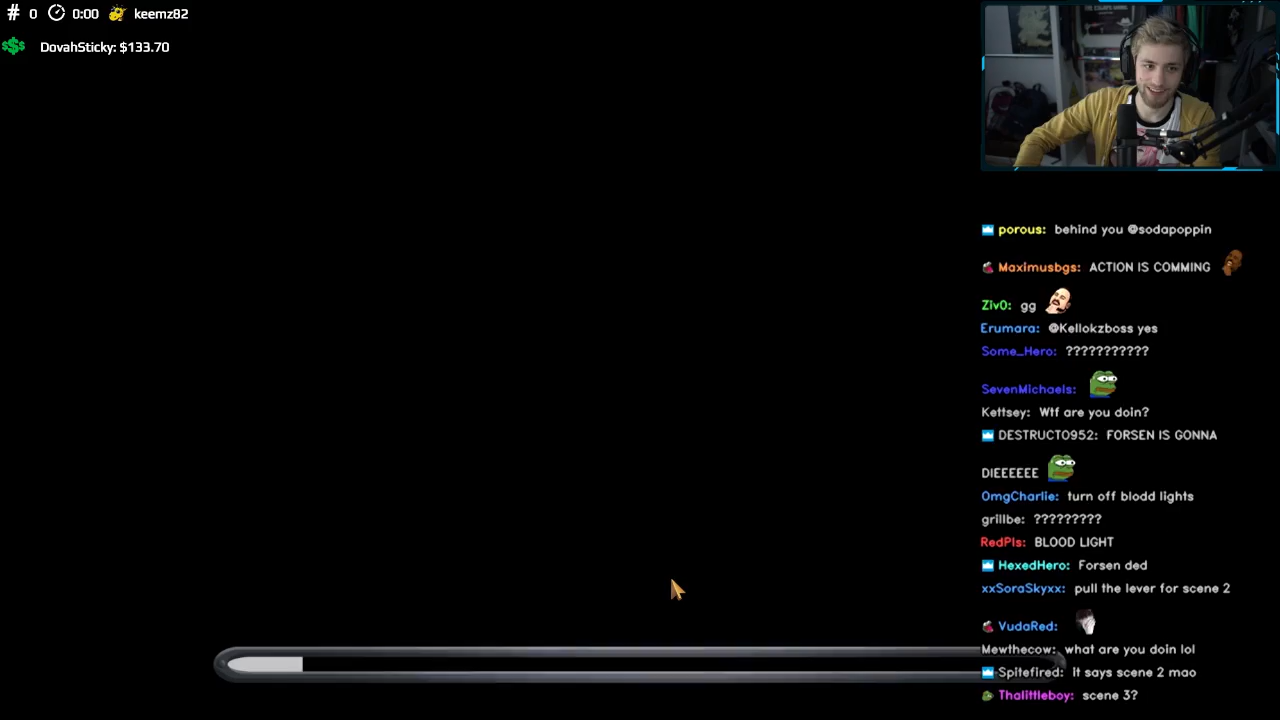 # 0 0:00 keemz82
DovahSticky: $133.70
porous: behind you @sodapoppin
Maximusbgs: ACTION IS COMMING
Ziv0: gg
Erumara: @Kellokzboss yes
Some_Hero: ???????????
SevenMichaels:
Kettsey: Wtf are you doin?
DESTRUCTO952: FORSEN IS GONNA
DIEEEEEE
OmgCharlie: turn off blodd lights
grillbe: ?????????
RedPls: BLOOD LIGHT
HexedHero: Forsen ded
xxSoraSkyxx: pull the lever for scene 2
VudaRed:
Mewthecow: what are you doin lol
Spitefired: it says scene 2 mao
Thalittleboy: scene 3?